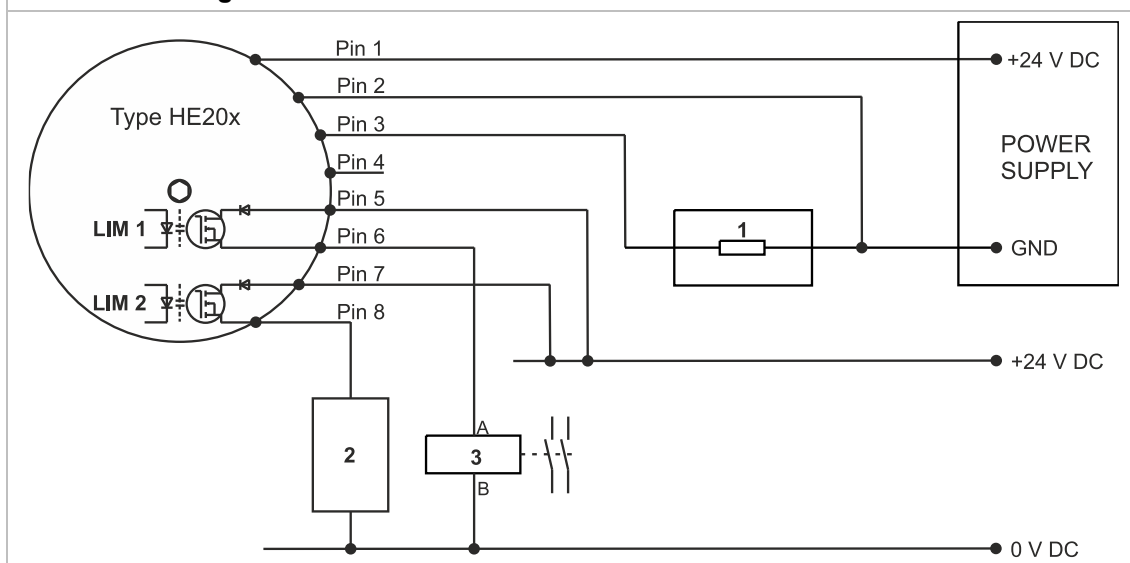 Pin 1
+24 V DC
Pin 2
Type HE20x
Pin 3
POWER
SUPPLY
Pin 4
Pin 5
LIM 1
1
Pin 6
GND
Pin 7
LIM 2
Pin 8
+24 V DC
A
2
3
B
0 V DC